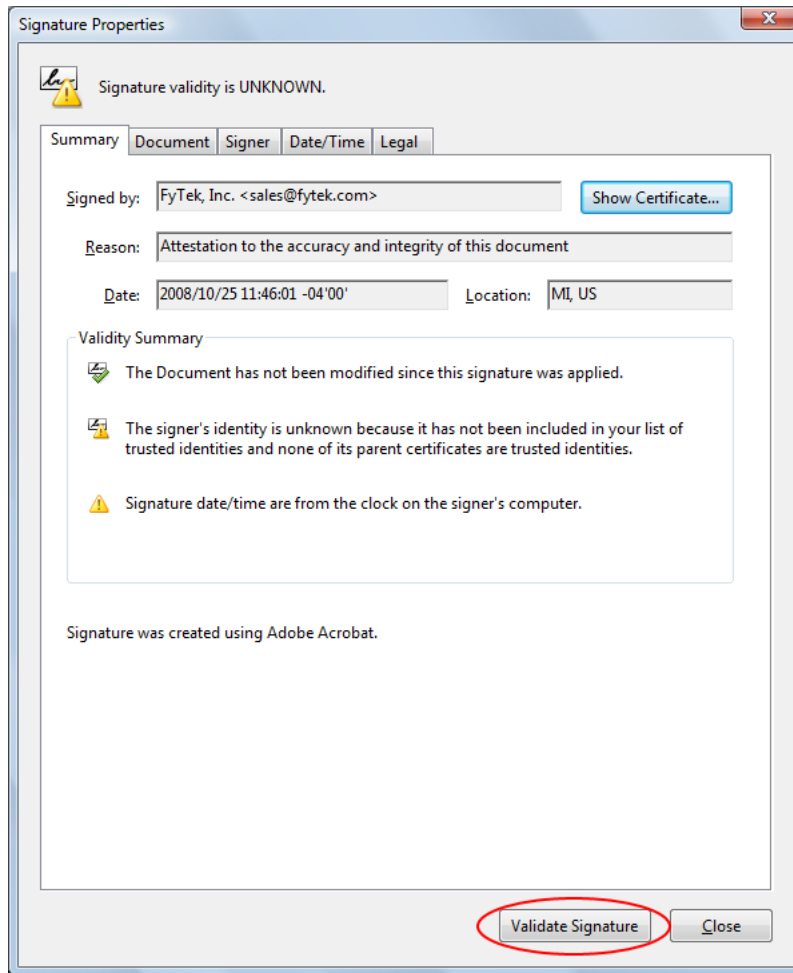 Signature Properties
Signature validity is UNKNOWN.
Summary Document Signer Date/Time Legal
Signed by: FyTek, Inc. <sales@fytek.com> Show Certificate...
Reason: Attestation to the accuracy and integrity of this document
Date: 2008/10/25 11:46:01 -04'00' Location: MI, US
Validity Summary
The Document has not been modified since this signature was applied.
The signer's identity is unknown because it has not been included in your list of
trusted identities and none of its parent certificates are trusted identities.
Signature date/time are from the clock on the signer's computer.
Signature was created using Adobe Acrobat.
Validate Signature Close